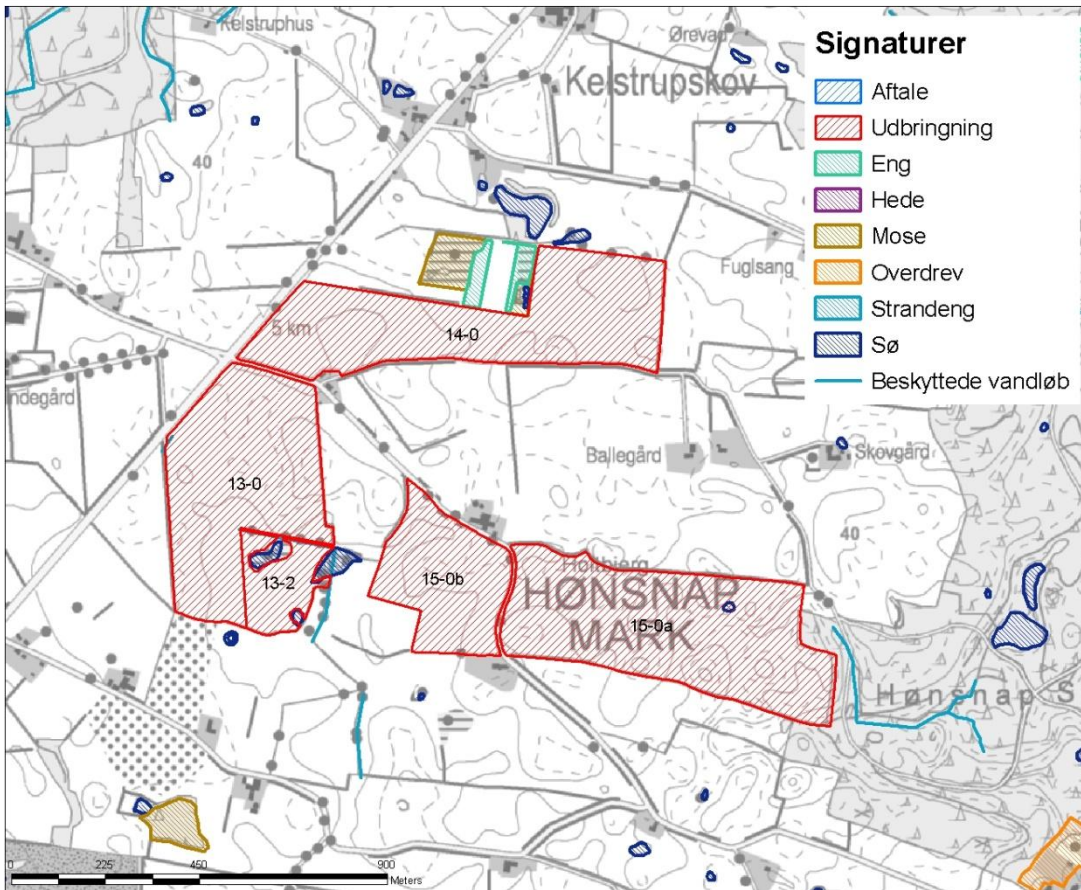 Kelstruphus
Ørevad
Kelstrupskov
40
Fuglsang
5 km
14-0
ndegård
Ballegård
Skovgård
13-0
40
13-2
15-0b
HØNSNAP
MARK
15-0a
Hønsnap S
Signaturer
Aftale
Udbringning
Eng
Hede
Mose
Overdrev
Strandeng
Sø
Beskyttede vandløb
0 225 450 900
Meters